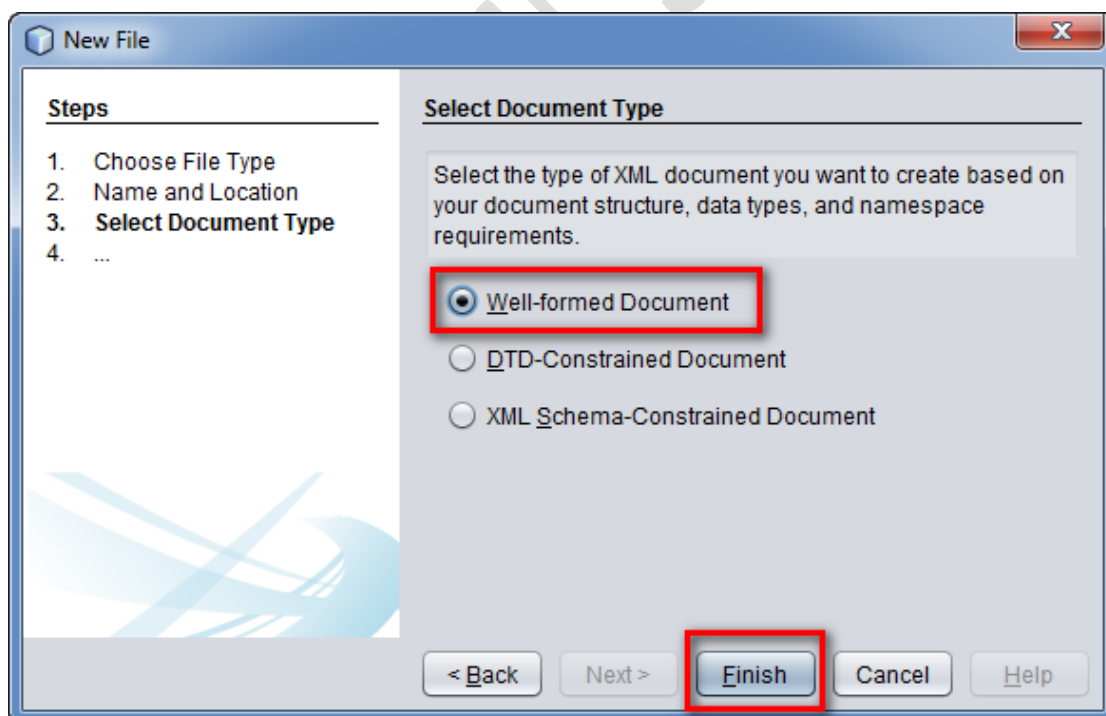 New File
Steps
1. Choose File Type
2. Name and Location
3. Select Document Type
4. ...
Select Document Type
Select the type of XML document you want to create based on
your document structure, data types, and namespace
requirements.
Well-formed Document
DTD-Constrained Document
XML Schema-Constrained Document
< Back Next > Finish Cancel Help